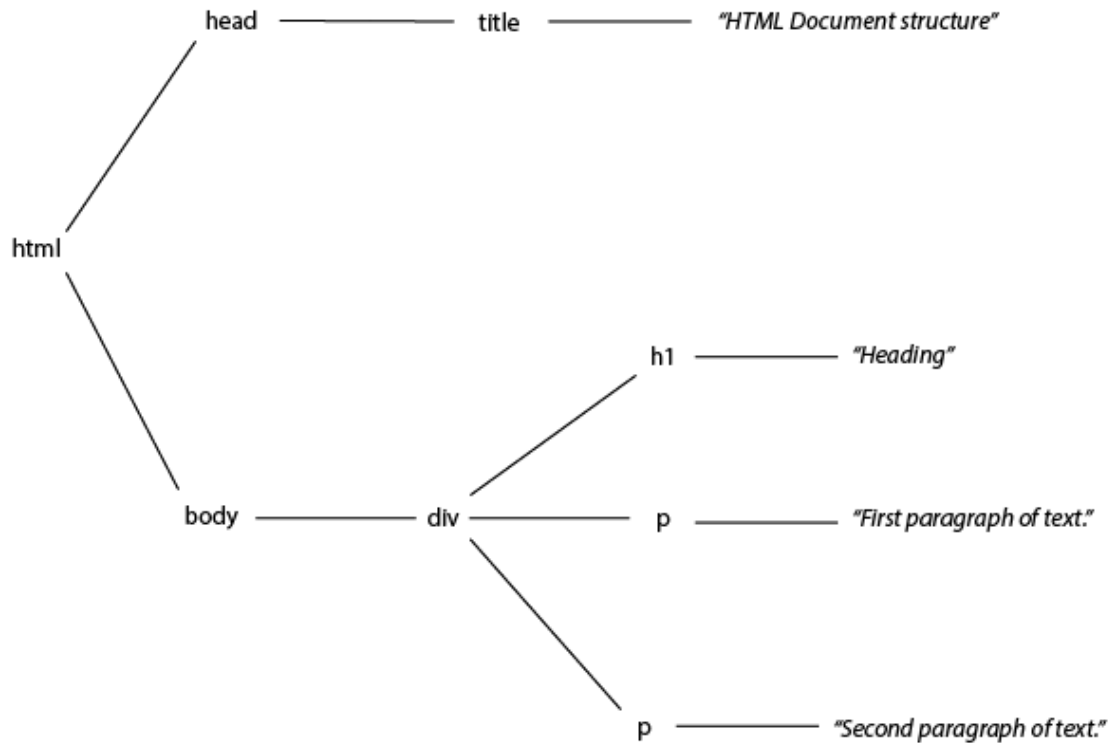 head title “HTML Document structure”
html
h1 “Heading”
body div p “First paragraph of text.”
p “Second paragraph of text.”